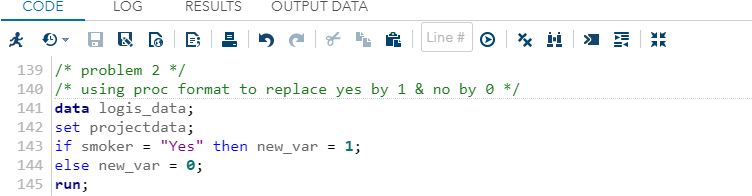 CODE LOG RESULTS OUTPUT DATA
Line #
139 /* problem 2 */
140 /* using proc format to replace yes by 1 & no by 0 */
141 data logis_data;
142 set projectdata;
143 if smoker = "Yes" then new_var = 1;
144 else new_var = 0;
145 run;